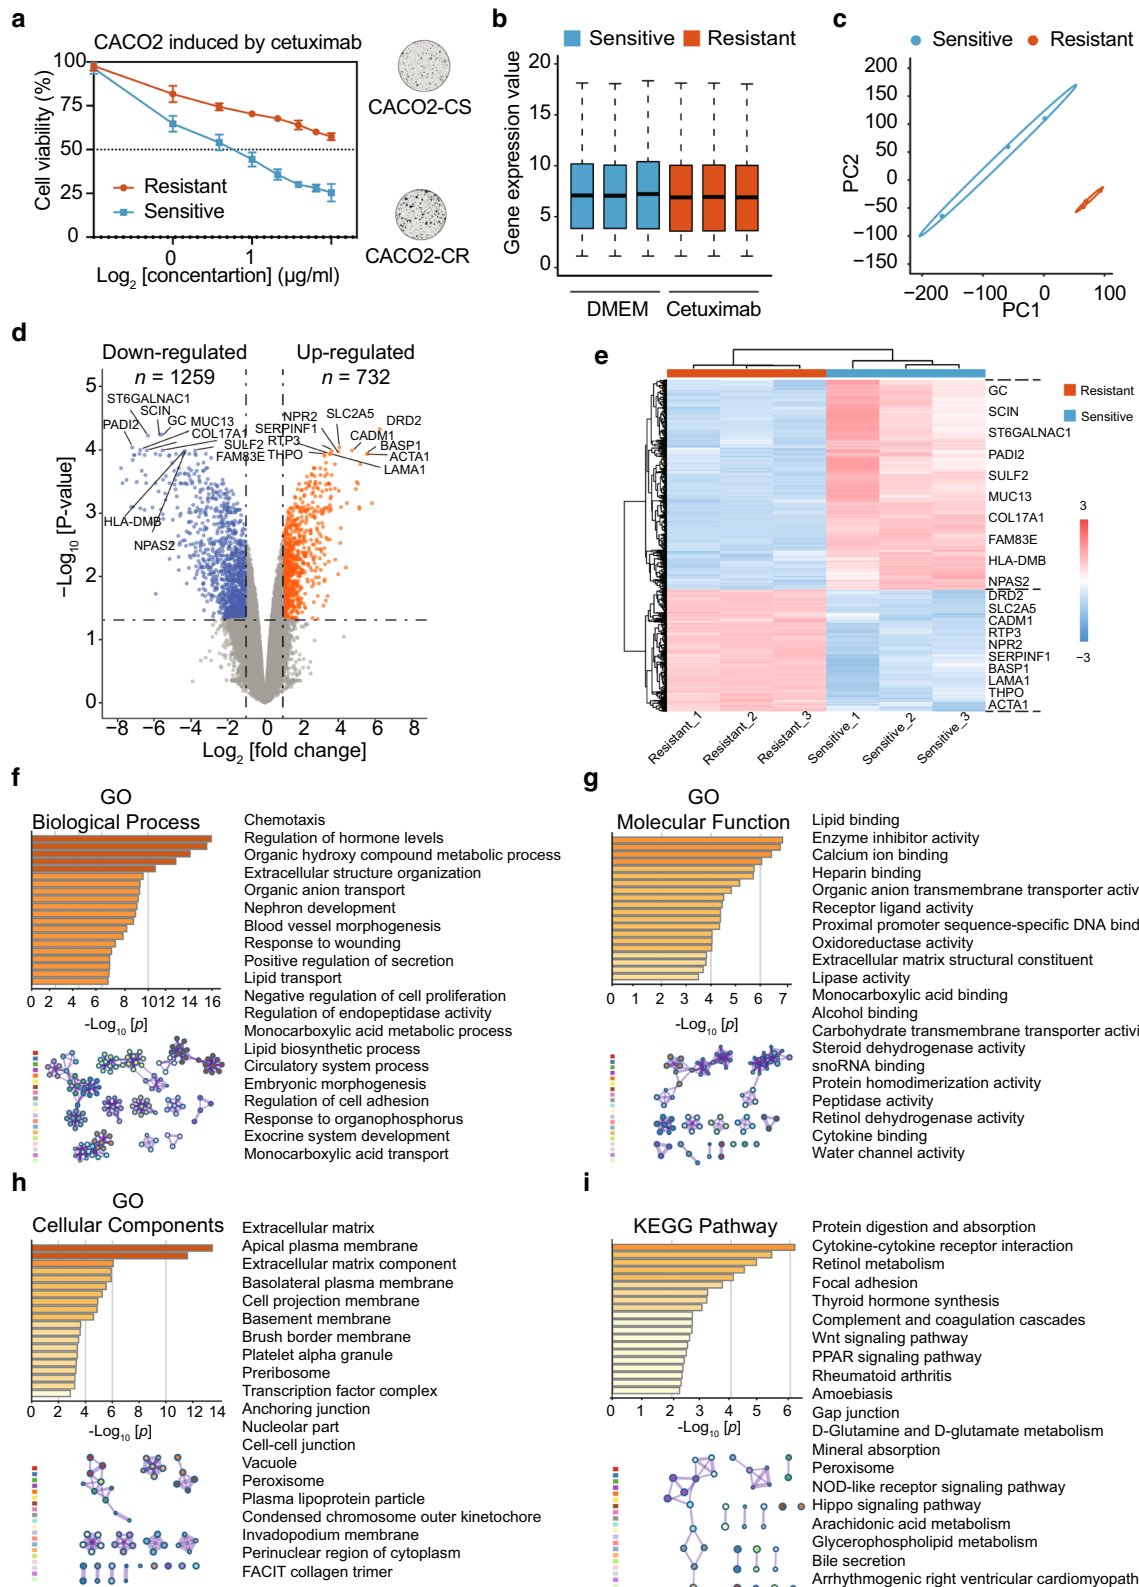 a
CACO2 induced by cetuximab
Cell viability (%)
100
75
50
25
0
Resistant
Sensitive
0
1
Log2 [concentartion] (µg/ml)
CACO2-CS
CACO2-CR
b
Sensitive
Resistant
Gene expression value
20
15
10
5
0
DMEM
Cetuximab
c
Sensitive
Resistant
PC2
200
150
100
50
0
−50
−100
−150
−200
−100
0
100
PC1
d
Down-regulated
n = 1259
Up-regulated
n = 732
−Log10 [P-value]
5
4
3
2
1
0
ST6GALNAC1
SCIN
GC
MUC13
PADI2
COL17A1
SULF2
FAM83E
HLA-DMB
NPAS2
NPR2
SLC2A5
SERPINF1
DRD2
RTP3
CADM1
THPO
BASP1
ACTA1
LAMA1
−8
−6
−4
−2
0
2
4
6
8
Log2 [fold change]
e
GC
SCIN
ST6GALNAC1
PADI2
SULF2
MUC13
COL17A1
FAM83E
HLA-DMB
NPAS2
DRD2
SLC2A5
CADM1
RTP3
NPR2
SERPINF1
BASP1
LAMA1
THPO
ACTA1
Resistant
Sensitive
3
−3
Resistant_1
Resistant_2
Resistant_3
Sensitive_1
Sensitive_2
Sensitive_3
f
GO
Biological Process
0 2 4 6 8 10 12 14 16
-Log10 [p]
Chemotaxis
Regulation of hormone levels
Organic hydroxy compound metabolic process
Extracellular structure organization
Organic anion transport
Nephron development
Blood vessel morphogenesis
Response to wounding
Positive regulation of secretion
Lipid transport
Negative regulation of cell proliferation
Regulation of endopeptidase activity
Monocarboxylic acid metabolic process
Lipid biosynthetic process
Circulatory system process
Embryonic morphogenesis
Regulation of cell adhesion
Response to organophosphorus
Exocrine system development
Monocarboxylic acid transport
g
GO
Molecular Function
0 1 2 3 4 5 6 7
-Log10 [p]
Lipid binding
Enzyme inhibitor activity
Calcium ion binding
Heparin binding
Organic anion transmembrane transporter activ
Receptor ligand activity
Proximal promoter sequence-specific DNA bind
Oxidoreductase activity
Extracellular matrix structural constituent
Lipase activity
Monocarboxylic acid binding
Alcohol binding
Carbohydrate transmembrane transporter activi
Steroid dehydrogenase activity
snoRNA binding
Protein homodimerization activity
Peptidase activity
Retinol dehydrogenase activity
Cytokine binding
Water channel activity
h
GO
Cellular Components
0 2 4 6 8 10 12 14
-Log10 [p]
Extracellular matrix
Apical plasma membrane
Extracellular matrix component
Basolateral plasma membrane
Cell projection membrane
Basement membrane
Brush border membrane
Platelet alpha granule
Preribosome
Transcription factor complex
Anchoring junction
Nucleolar part
Cell-cell junction
Vacuole
Peroxisome
Plasma lipoprotein particle
Condensed chromosome outer kinetochore
Invadopodium membrane
Perinuclear region of cytoplasm
FACIT collagen trimer
i
KEGG Pathway
0 1 2 3 4 5 6
-Log10 [p]
Protein digestion and absorption
Cytokine-cytokine receptor interaction
Retinol metabolism
Focal adhesion
Thyroid hormone synthesis
Complement and coagulation cascades
Wnt signaling pathway
PPAR signaling pathway
Rheumatoid arthritis
Amoebiasis
Gap junction
D-Glutamine and D-glutamate metabolism
Mineral absorption
Peroxisome
NOD-like receptor signaling pathway
Hippo signaling pathway
Arachidonic acid metabolism
Glycerophospholipid metabolism
Bile secretion
Arrhythmogenic right ventricular cardiomyopath